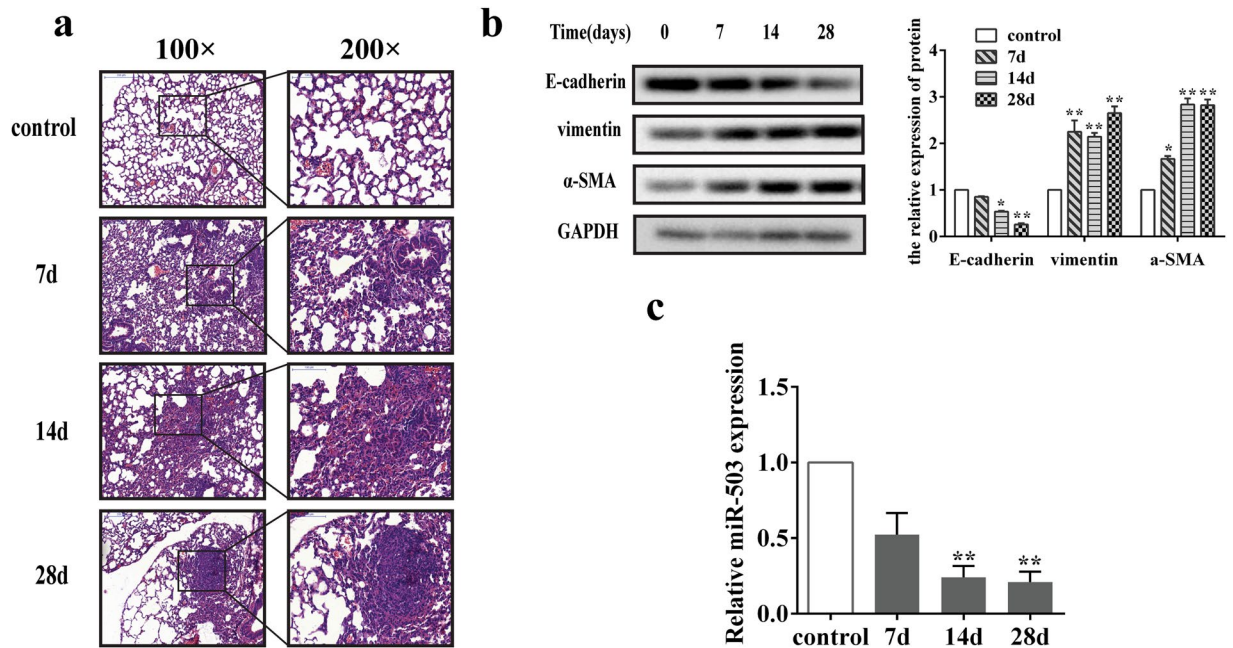 a
100× 200×
control
7d
14d
28d
b
Time(days) 0 7 14 28
E-cadherin
vimentin
α-SMA
GAPDH
control
7d
14d
28d
the relative expression of protein
4
3
2
1
0
* ** ** ** ** * ** **
E-cadherin vimentin a-SMA
c
Relative miR-503 expression
1.5
1.0
0.5
0.0
** **
control 7d 14d 28d